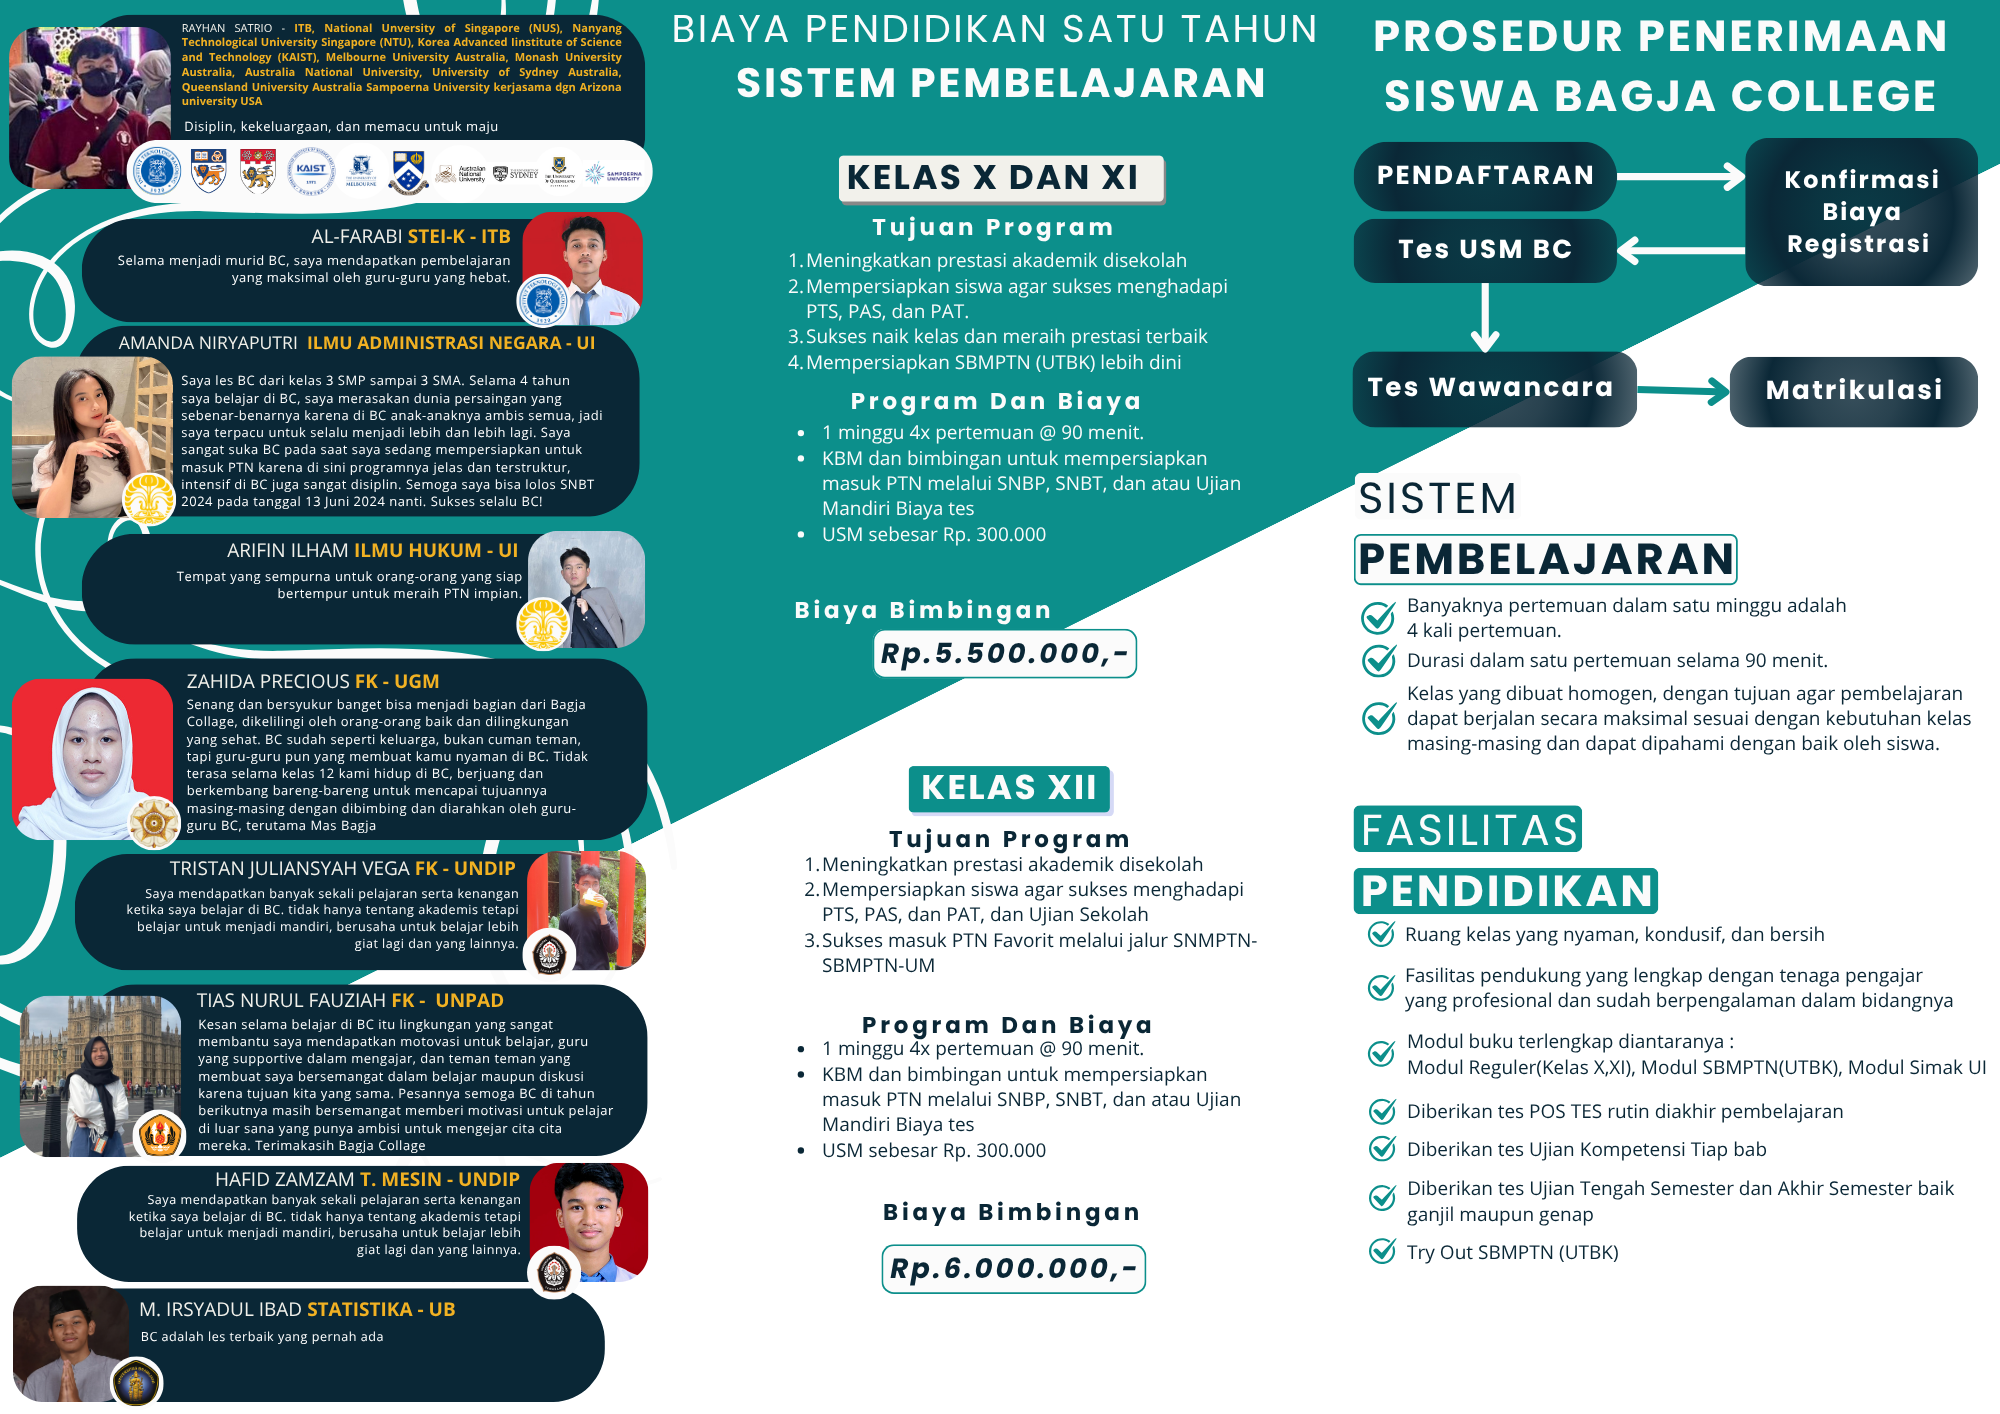 RAYHAN SATRIO - ITB, National Unversity of Singapore (NUS), Nanyang
Technological University Singapore (NTU), Korea Advanced Iinstitute of Science
and Technology (KAIST), Melbourne University Australia, Monash University
Australia, Australia National University, University of Sydney Australia,
Queensland University Australia Sampoerna University kerjasama dgn Arizona
university USA
Disiplin, kekeluargaan, dan memacu untuk maju
KAIST
MELBOURNE
Australian
National
University
SYDNEY
SAMPOERNA
UNIVERSITY
AL-FARABI STEI-K - ITB
Selama menjadi murid BC, saya mendapatkan pembelajaran
yang maksimal oleh guru-guru yang hebat.
AMANDA NIRYAPUTRI ILMU ADMINISTRASI NEGARA - UI
Saya les BC dari kelas 3 SMP sampai 3 SMA. Selama 4 tahun
saya belajar di BC, saya merasakan dunia persaingan yang
sebenar-benarnya karena di BC anak-anaknya ambis semua, jadi
saya terpacu untuk selalu menjadi lebih dan lebih lagi. Saya
sangat suka BC pada saat saya sedang mempersiapkan untuk
masuk PTN karena di sini programnya jelas dan terstruktur,
intensif di BC juga sangat disiplin. Semoga saya bisa lolos SNBT
2024 pada tanggal 13 Juni 2024 nanti. Sukses selalu BC!
ARIFIN ILHAM ILMU HUKUM - UI
Tempat yang sempurna untuk orang-orang yang siap
bertempur untuk meraih PTN impian.
ZAHIDA PRECIOUS FK - UGM
Senang dan bersyukur banget bisa menjadi bagian dari Bagja
Collage, dikelilingi oleh orang-orang baik dan dilingkungan
yang sehat. BC sudah seperti keluarga, bukan cuman teman,
tapi guru-guru pun yang membuat kamu nyaman di BC. Tidak
terasa selama kelas 12 kami hidup di BC, berjuang dan
berkembang bareng-bareng untuk mencapai tujuannya
masing-masing dengan dibimbing dan diarahkan oleh guru-
guru BC, terutama Mas Bagja
TRISTAN JULIANSYAH VEGA FK - UNDIP
Saya mendapatkan banyak sekali pelajaran serta kenangan
ketika saya belajar di BC. tidak hanya tentang akademis tetapi
belajar untuk menjadi mandiri, berusaha untuk belajar lebih
giat lagi dan yang lainnya.
TIAS NURUL FAUZIAH FK - UNPAD
Kesan selama belajar di BC itu lingkungan yang sangat
membantu saya mendapatkan motovasi untuk belajar, guru
yang supportive dalam mengajar, dan teman teman yang
membuat saya bersemangat dalam belajar maupun diskusi
karena tujuan kita yang sama. Pesannya semoga BC di tahun
berikutnya masih bersemangat memberi motivasi untuk pelajar
di luar sana yang punya ambisi untuk mengejar cita cita
mereka. Terimakasih Bagja Collage
HAFID ZAMZAM T. MESIN - UNDIP
Saya mendapatkan banyak sekali pelajaran serta kenangan
ketika saya belajar di BC. tidak hanya tentang akademis tetapi
belajar untuk menjadi mandiri, berusaha untuk belajar lebih
giat lagi dan yang lainnya.
M. IRSYADUL IBAD STATISTIKA - UB
BC adalah les terbaik yang pernah ada
BIAYA PENDIDIKAN SATU TAHUN
SISTEM PEMBELAJARAN
KELAS X DAN XI
Tujuan Program
1. Meningkatkan prestasi akademik disekolah
2. Mempersiapkan siswa agar sukses menghadapi
PTS, PAS, dan PAT.
3. Sukses naik kelas dan meraih prestasi terbaik
4. Mempersiapkan SBMPTN (UTBK) lebih dini
Program Dan Biaya
• 1 minggu 4x pertemuan @ 90 menit.
• KBM dan bimbingan untuk mempersiapkan
masuk PTN melalui SNBP, SNBT, dan atau Ujian
Mandiri Biaya tes
• USM sebesar Rp. 300.000
Biaya Bimbingan
Rp.5.500.000,-
KELAS XII
Tujuan Program
1. Meningkatkan prestasi akademik disekolah
2. Mempersiapkan siswa agar sukses menghadapi
PTS, PAS, dan PAT, dan Ujian Sekolah
3. Sukses masuk PTN Favorit melalui jalur SNMPTN-
SBMPTN-UM
Program Dan Biaya
• 1 minggu 4x pertemuan @ 90 menit.
• KBM dan bimbingan untuk mempersiapkan
masuk PTN melalui SNBP, SNBT, dan atau Ujian
Mandiri Biaya tes
• USM sebesar Rp. 300.000
Biaya Bimbingan
Rp.6.000.000,-
PROSEDUR PENERIMAAN
SISWA BAGJA COLLEGE
PENDAFTARAN
Konfirmasi
Biaya
Registrasi
Tes USM BC
Tes Wawancara
Matrikulasi
SISTEM
PEMBELAJARAN
Banyaknya pertemuan dalam satu minggu adalah
4 kali pertemuan.
Durasi dalam satu pertemuan selama 90 menit.
Kelas yang dibuat homogen, dengan tujuan agar pembelajaran
dapat berjalan secara maksimal sesuai dengan kebutuhan kelas
masing-masing dan dapat dipahami dengan baik oleh siswa.
FASILITAS
PENDIDIKAN
Ruang kelas yang nyaman, kondusif, dan bersih
Fasilitas pendukung yang lengkap dengan tenaga pengajar
yang profesional dan sudah berpengalaman dalam bidangnya
Modul buku terlengkap diantaranya :
Modul Reguler(Kelas X,XI), Modul SBMPTN(UTBK), Modul Simak UI
Diberikan tes POS TES rutin diakhir pembelajaran
Diberikan tes Ujian Kompetensi Tiap bab
Diberikan tes Ujian Tengah Semester dan Akhir Semester baik
ganjil maupun genap
Try Out SBMPTN (UTBK)